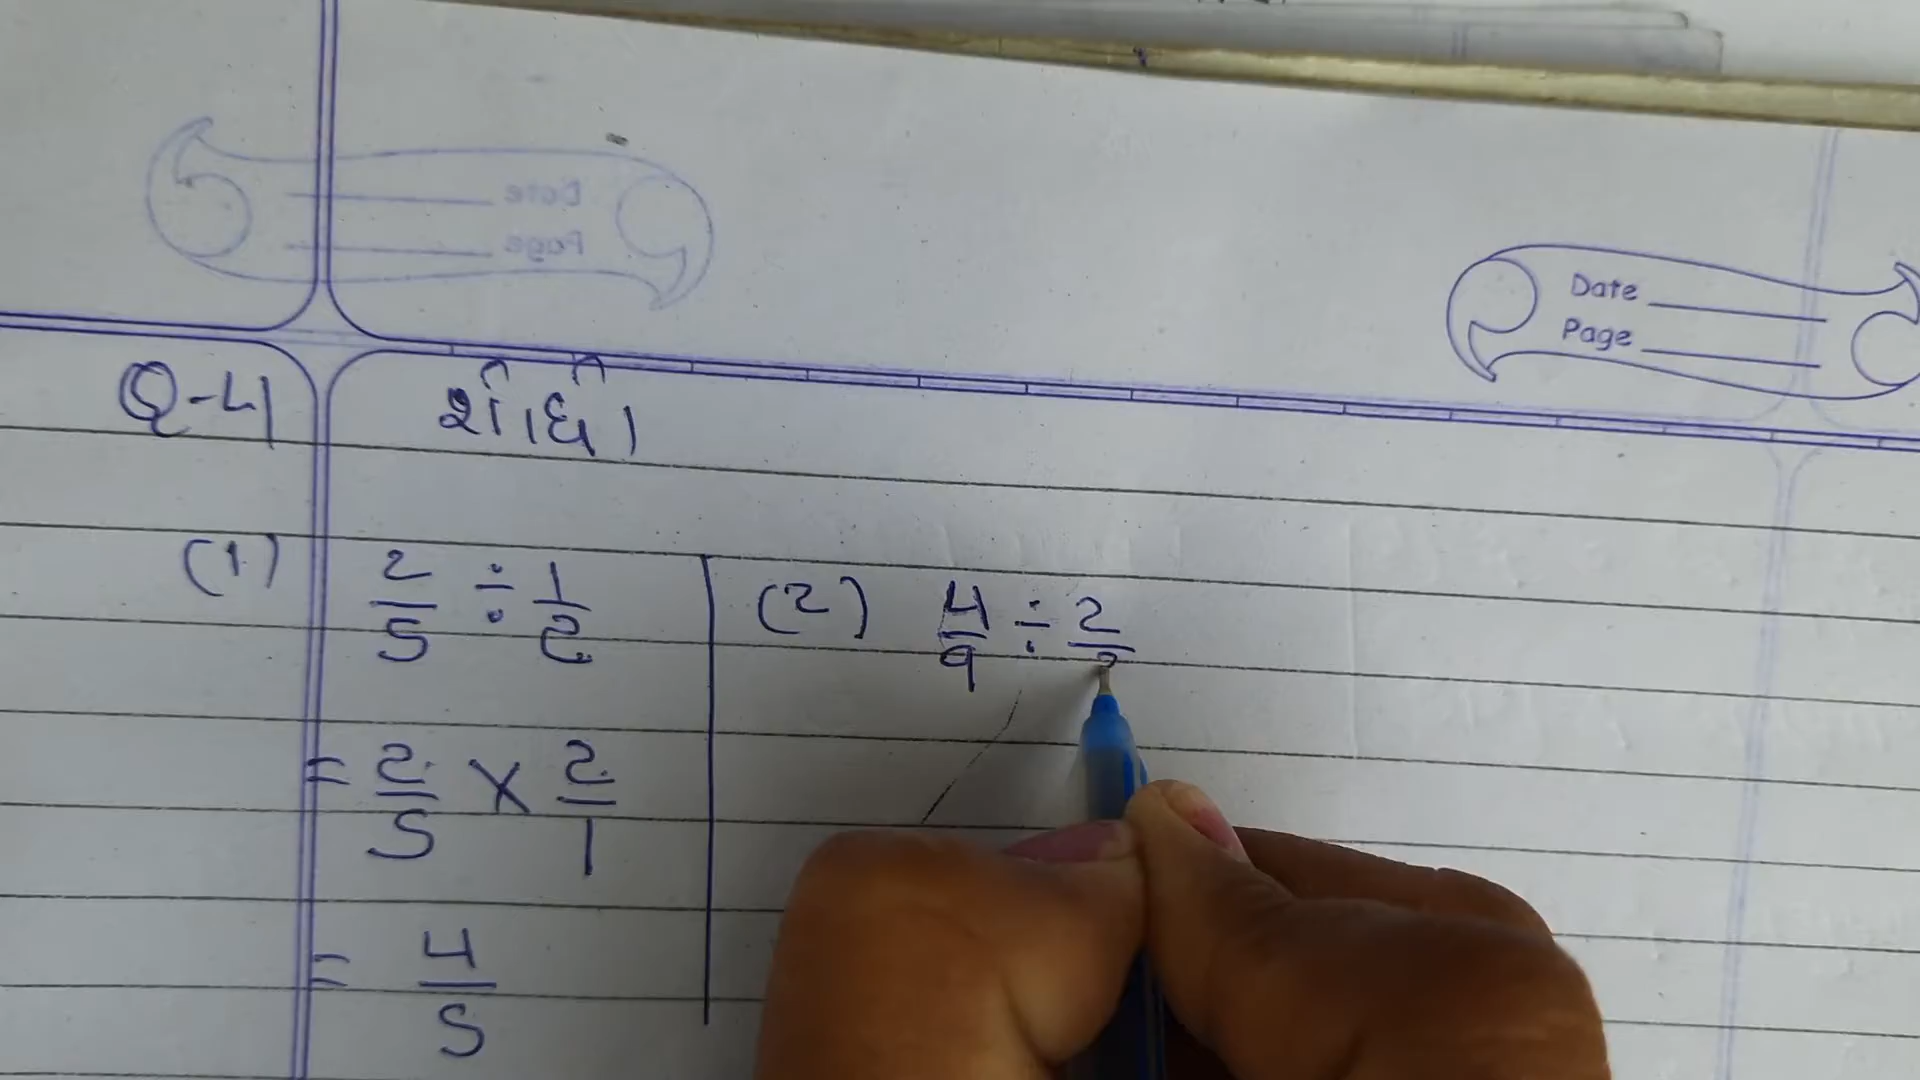 Date
Page
Q-4 શોધો।
(1) 2/5 ÷ 1/2
= 2/5 × 2/1
= 4/5
(2) 4/9 ÷ 2/